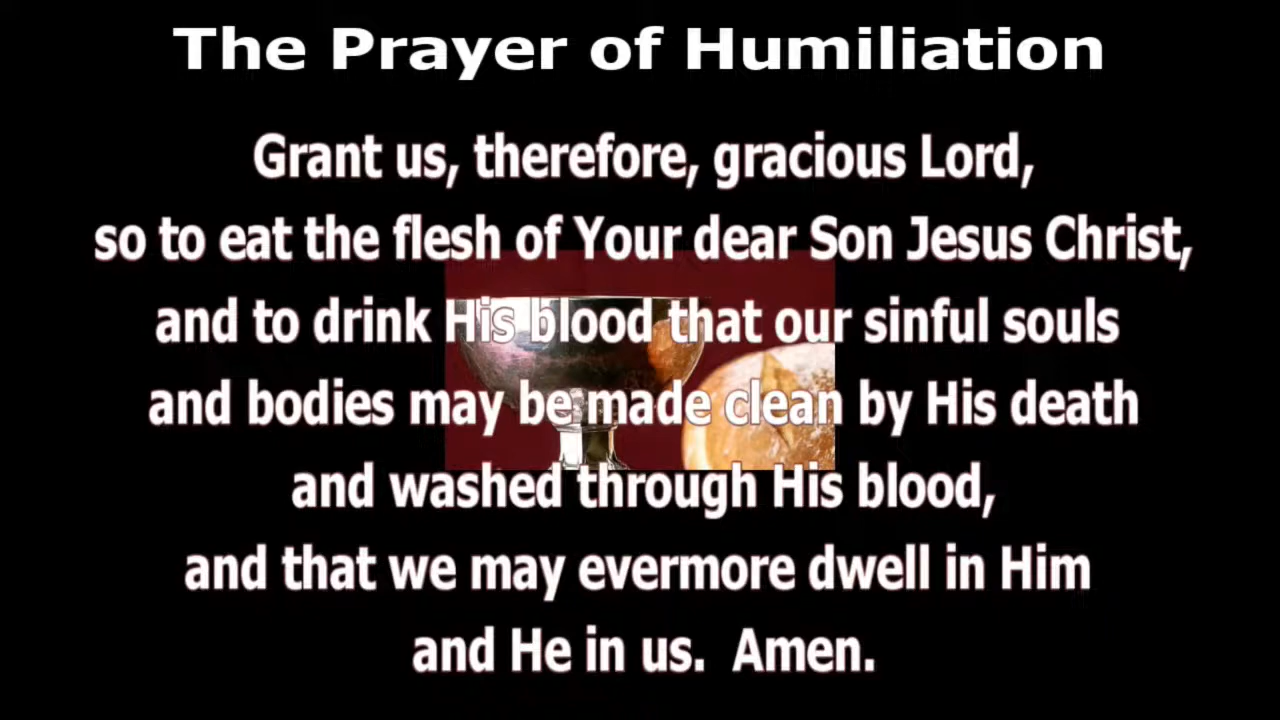 The Prayer of Humiliation
Grant us, therefore, gracious Lord,
so to eat the flesh of Your dear Son Jesus Christ,
and to drink His blood that our sinful souls
and bodies may be made clean by His death
and washed through His blood,
and that we may evermore dwell in Him
and He in us.  Amen.